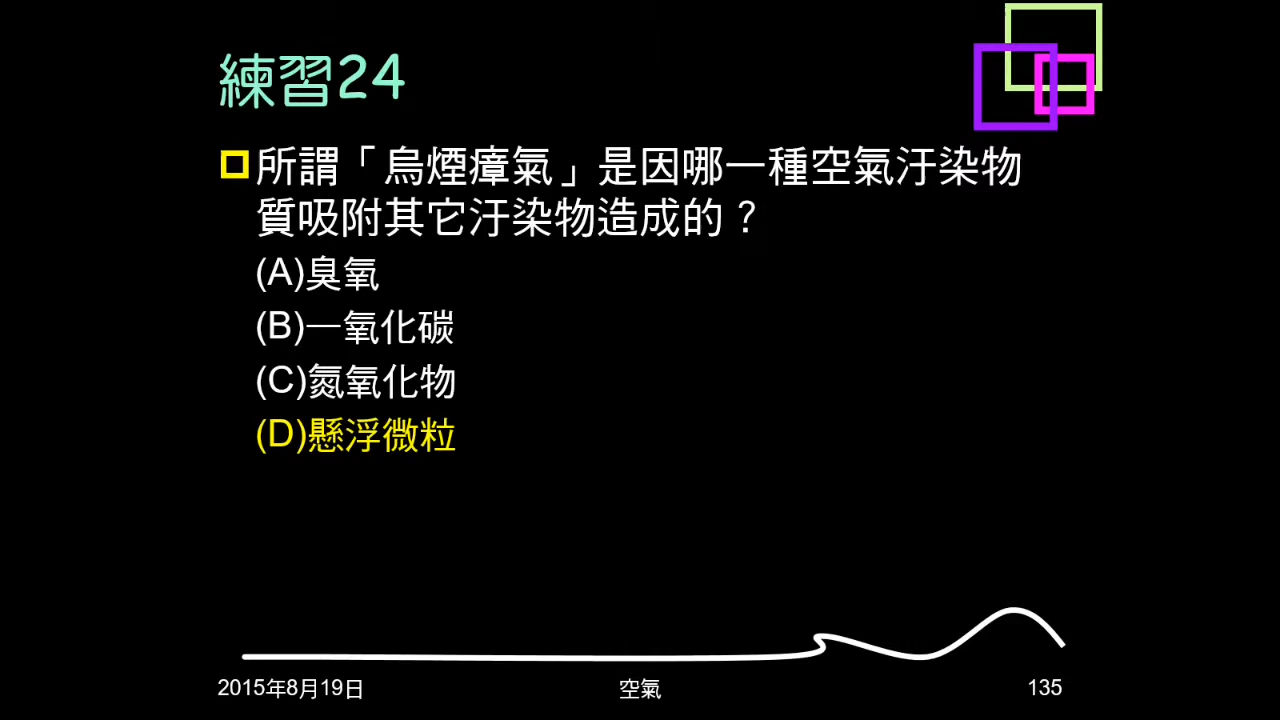 練習24
所謂「烏煙瘴氣」是因哪一種空氣汙染物
質吸附其它汙染物造成的？
(A)臭氧
(B)一氧化碳
(C)氮氧化物
(D)懸浮微粒
2015年8月19日
空氣
135